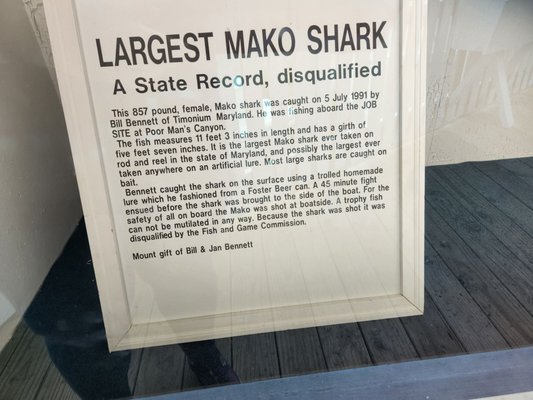 LARGEST MAKO SHARK
A State Record, disqualified
This 857 pound, female, Mako shark was caught on 5 July 1991 by
Bill Bennett of Timonium Maryland. He was fishing aboard the JOB
SITE at Poor Man's Canyon.
The fish measures 11 feet 3 inches in length and has a girth of
five feet seven inches. It is the largest Mako shark ever taken on
rod and reel in the state of Maryland, and possibly the largest ever
taken anywhere on an artificial lure. Most large sharks are caught on
bait.
Bennett caught the shark on the surface using a trolled homemade
lure which he fashioned from a Foster Beer can. A 45 minute fight
ensued before the shark was brought to the side of the boat. For the
safety of all on board the Mako was shot at boatside. A trophy fish
can not be mutilated in any way. Because the shark was shot it was
disqualified by the Fish and Game Commission.
Mount gift of Bill & Jan Bennett